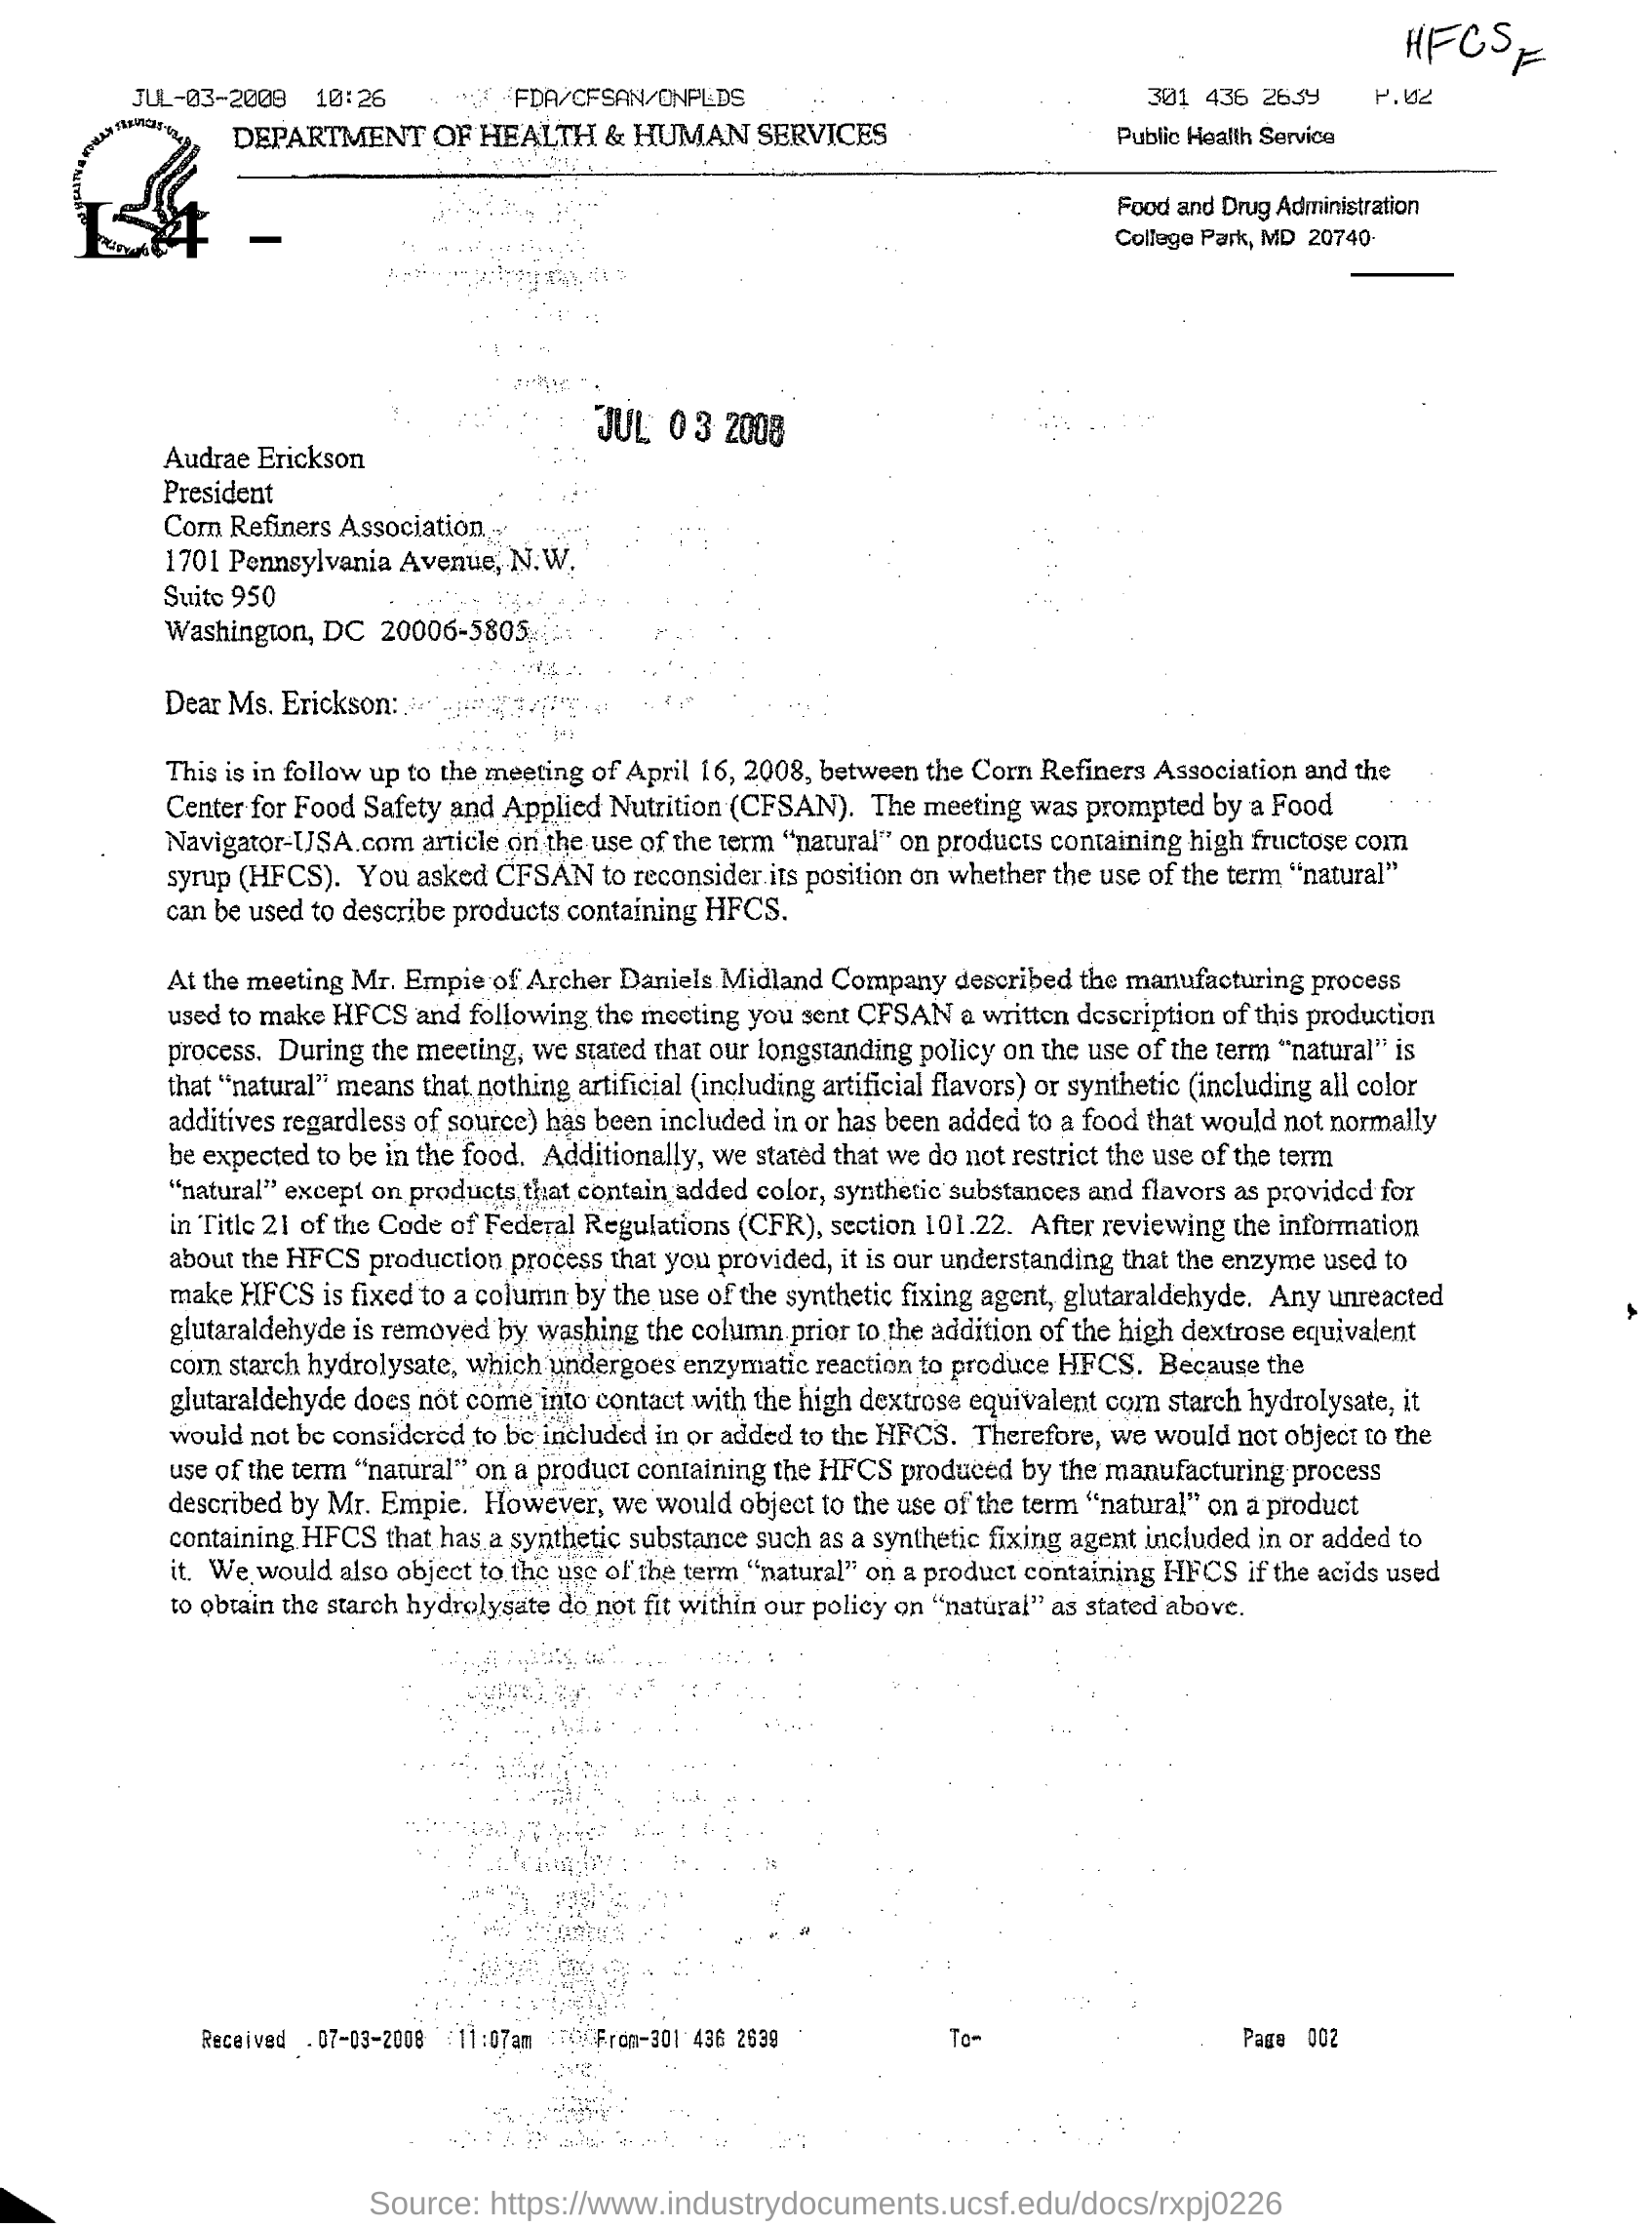 HFCS F
JUL-03-2008 10:26 FDA/CFSAN/ONPLDS 301 436 2639 P.02
DEPARTMENT OF HEALTH & HUMAN SERVICES Public Health Service
Food and Drug Administration
College Park, MD 20740
L4 -
JUL 03 2008
Audrae Erickson
President
Corn Refiners Association
1701 Pennsylvania Avenue, N.W.
Suite 950
Washington, DC 20006-5805
Dear Ms. Erickson:
This is in follow up to the meeting of April 16, 2008, between the Corn Refiners Association and the
Center for Food Safety and Applied Nutrition (CFSAN). The meeting was prompted by a Food
Navigator-USA.com article on the use of the term "natural" on products containing high fructose corn
syrup (HFCS). You asked CFSAN to reconsider its position on whether the use of the term "natural"
can be used to describe products containing HFCS.
At the meeting Mr. Empie of Archer Daniels Midland Company described the manufacturing process
used to make HFCS and following the meeting you sent CFSAN a written description of this production
process. During the meeting, we stated that our longstanding policy on the use of the term "natural" is
that "natural" means that nothing artificial (including artificial flavors) or synthetic (including all color
additives regardless of source) has been included in or has been added to a food that would not normally
be expected to be in the food. Additionally, we stated that we do not restrict the use of the term
"natural" except on products that contain added color, synthetic substances and flavors as provided for
in Title 21 of the Code of Federal Regulations (CFR), section 101.22. After reviewing the information
about the HFCS production process that you provided, it is our understanding that the enzyme used to
make HFCS is fixed to a column by the use of the synthetic fixing agent, glutaraldehyde. Any unreacted
glutaraldehyde is removed by washing the column prior to the addition of the high dextrose equivalent
corn starch hydrolysate, which undergoes enzymatic reaction to produce HFCS. Because the
glutaraldehyde does not come into contact with the high dextrose equivalent corn starch hydrolysate, it
would not be considered to be included in or added to the HFCS. Therefore, we would not object to the
use of the term "natural" on a product containing the HFCS produced by the manufacturing process
described by Mr. Empie. However, we would object to the use of the term "natural" on a product
containing HFCS that has a synthetic substance such as a synthetic fixing agent included in or added to
it. We would also object to the use of the term "natural" on a product containing HFCS if the acids used
to obtain the starch hydrolysate do not fit within our policy on "natural" as stated above.
Received 07-03-2008 11:07am From-301 436 2639 To- Page 002
Source: https://www.industrydocuments.ucsf.edu/docs/rxpj0226